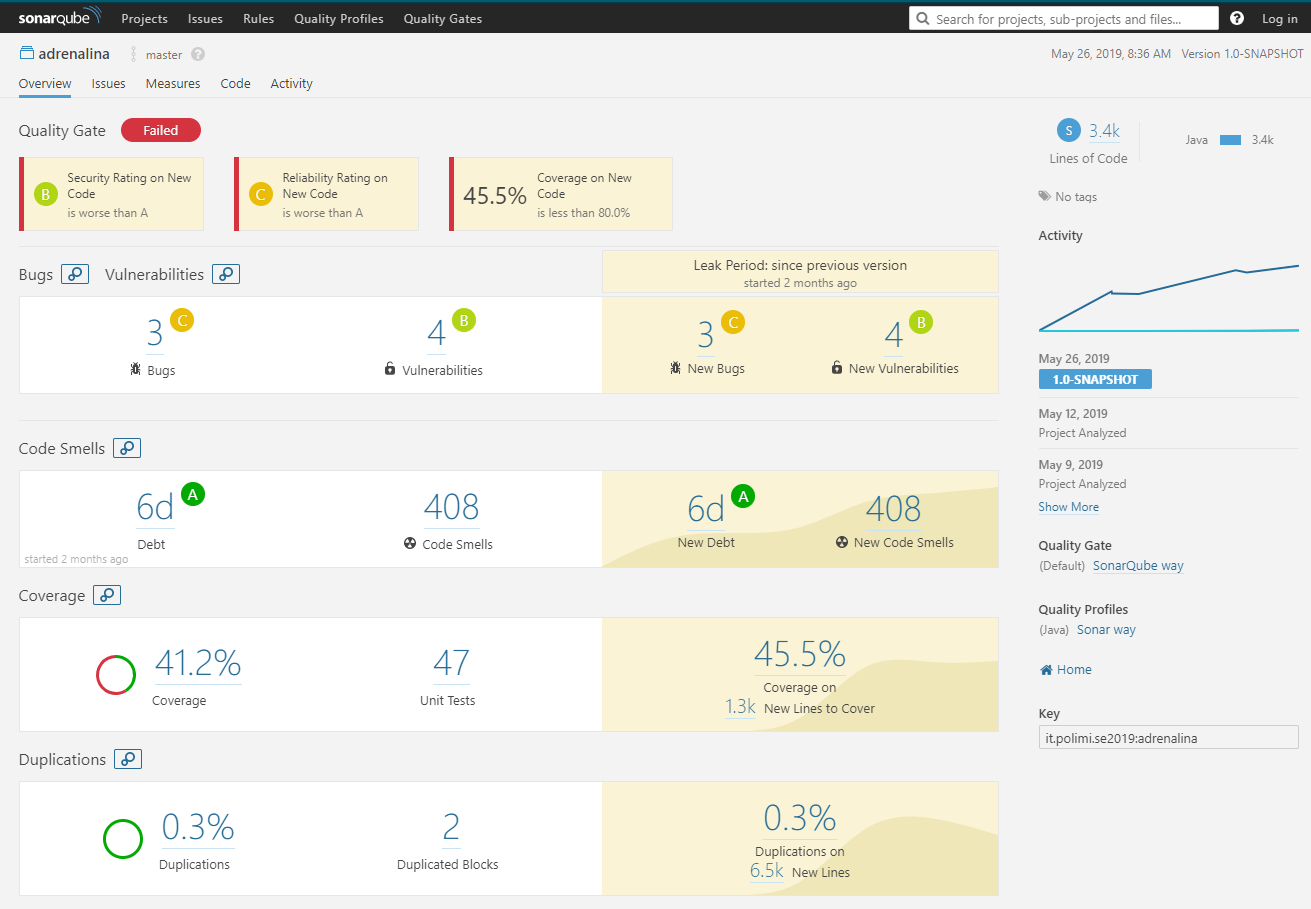 sonarqube Projects Issues Rules Quality Profiles Quality Gates Search for projects, sub-projects and files... ? Log in
adrenalina master ? May 26, 2019, 8:36 AM Version 1.0-SNAPSHOT
Overview Issues Measures Code Activity
Quality Gate Failed
B Security Rating on New
Code
is worse than A
C Reliability Rating on
New Code
is worse than A
45.5% Coverage on New
Code
is less than 80.0%
Bugs Vulnerabilities
Leak Period: since previous version
started 2 months ago
3 C
Bugs
4 B
Vulnerabilities
3 C
New Bugs
4 B
New Vulnerabilities
Code Smells
6d A
Debt
408
Code Smells
started 2 months ago
6d A
New Debt
408
New Code Smells
Coverage
41.2%
Coverage
47
Unit Tests
45.5%
Coverage on
1.3k New Lines to Cover
Duplications
0.3%
Duplications
2
Duplicated Blocks
0.3%
Duplications on
6.5k New Lines
S 3.4k
Lines of Code
Java 3.4k
No tags
Activity
May 26, 2019
1.0-SNAPSHOT
May 12, 2019
Project Analyzed
May 9, 2019
Project Analyzed
Show More
Quality Gate
(Default) SonarQube way
Quality Profiles
(Java) Sonar way
Home
Key
it.polimi.se2019:adrenalina